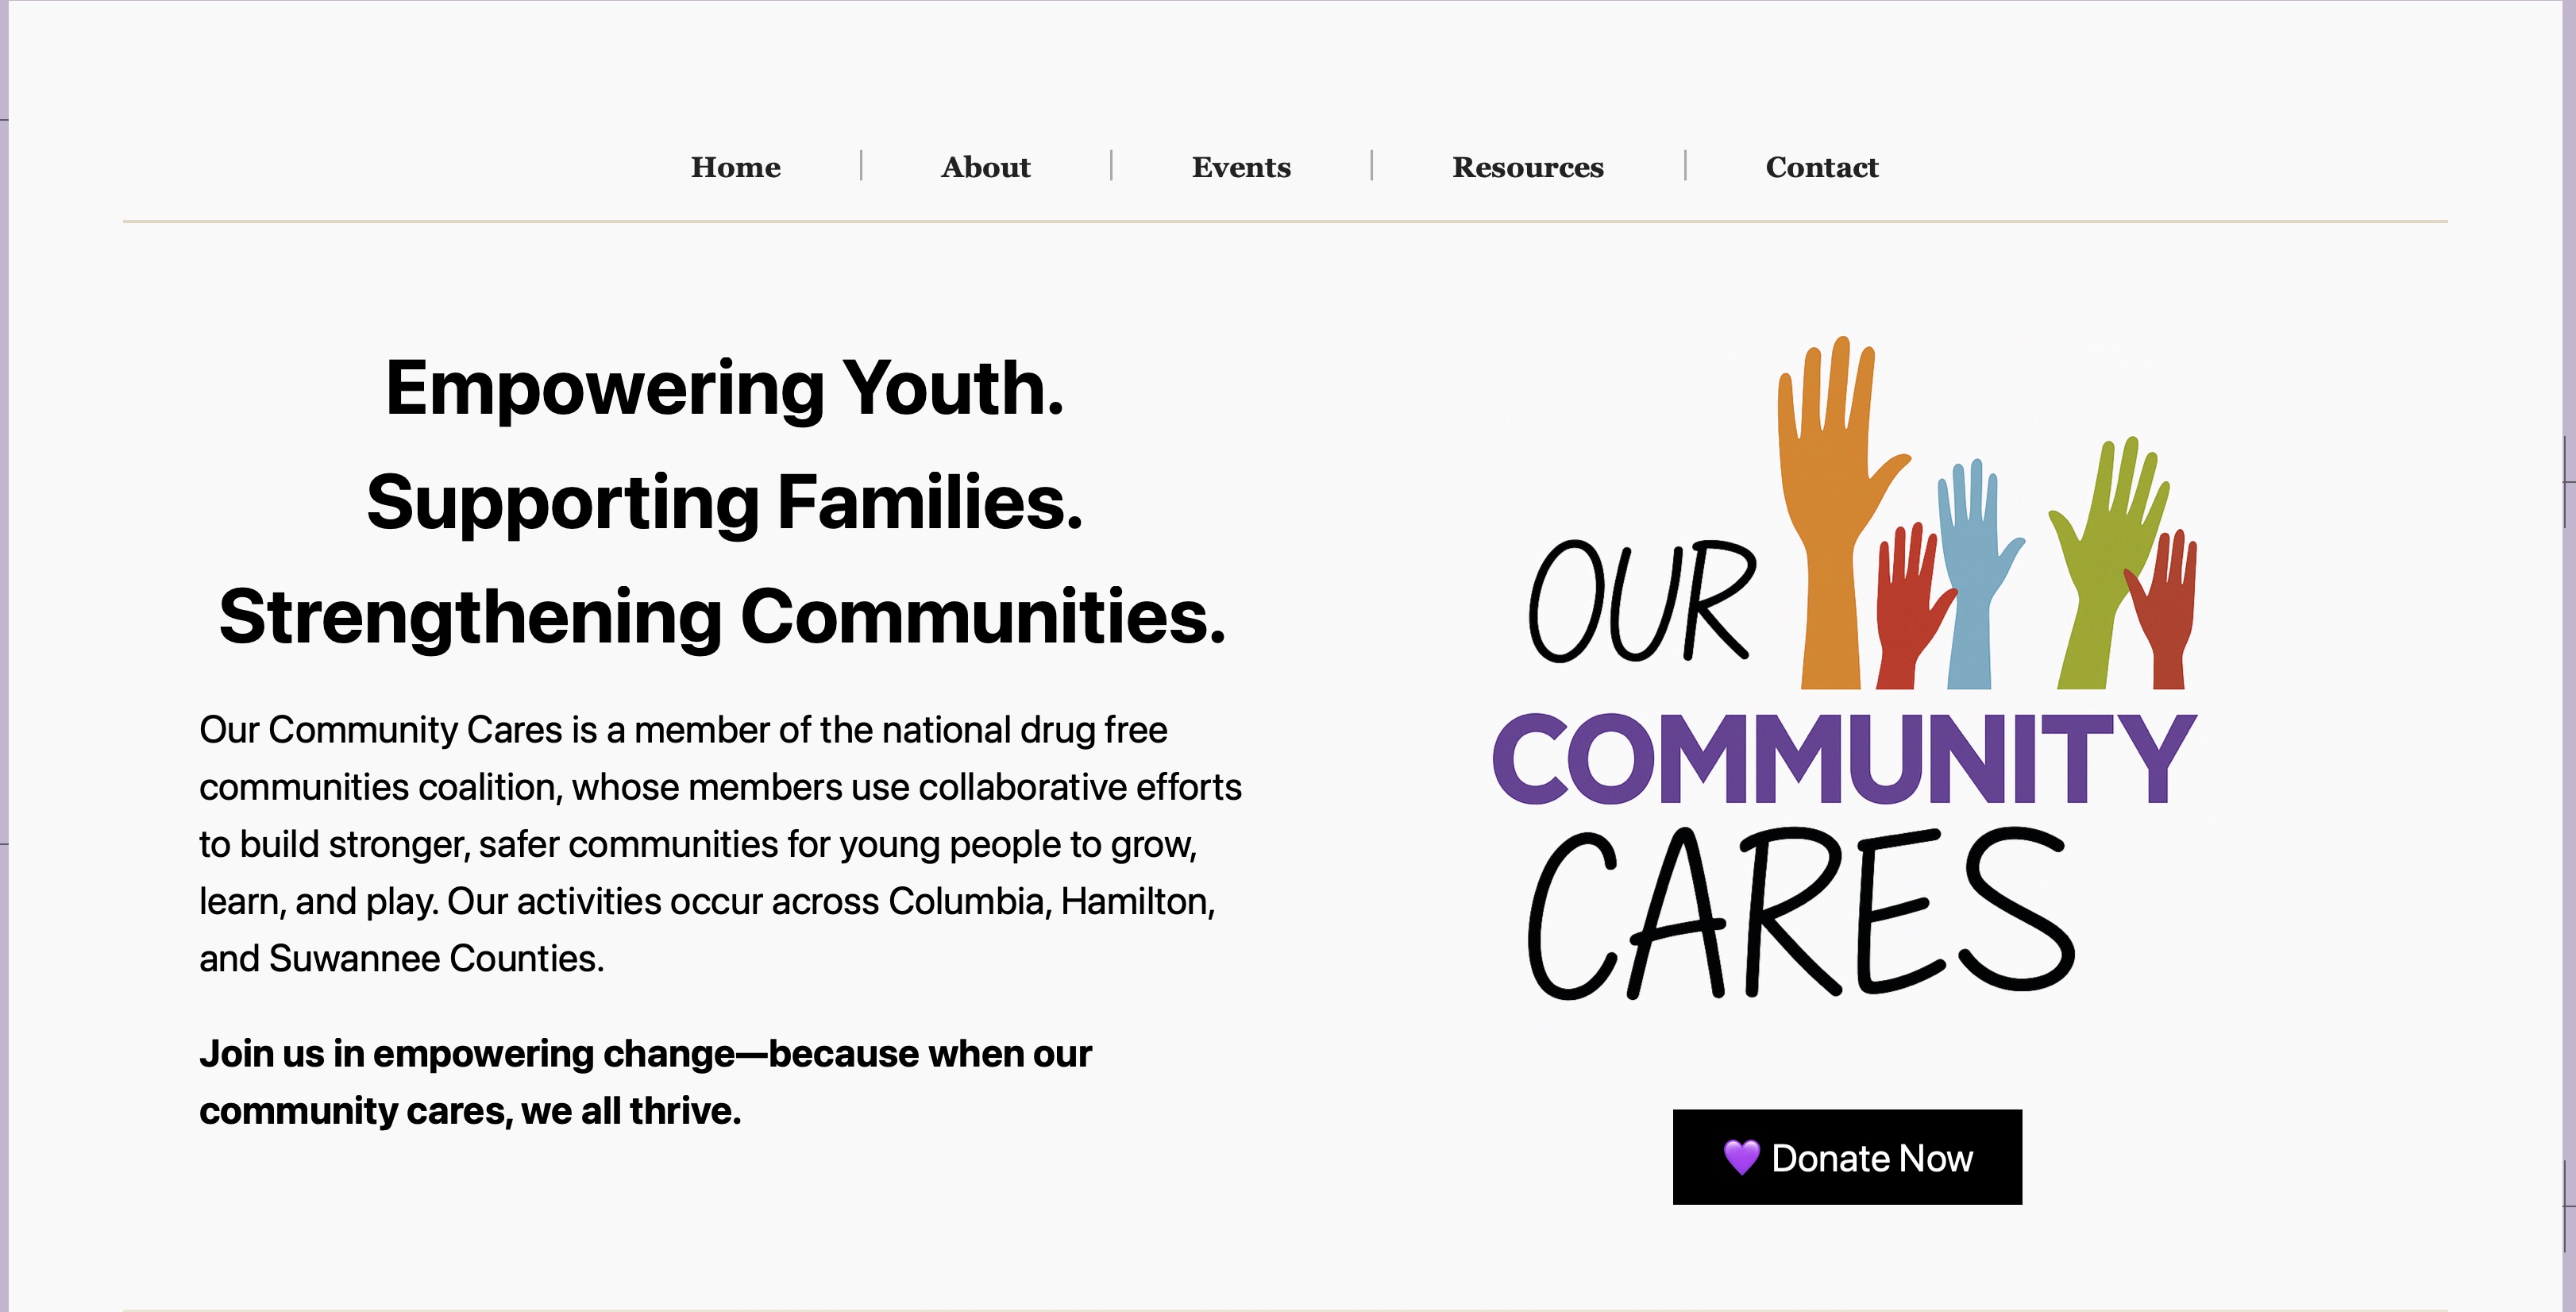 Home | About | Events | Resources | Contact
Empowering Youth.
Supporting Families.
Strengthening Communities.
Our Community Cares is a member of the national drug free
communities coalition, whose members use collaborative efforts
to build stronger, safer communities for young people to grow,
learn, and play. Our activities occur across Columbia, Hamilton,
and Suwannee Counties.
Join us in empowering change—because when our
community cares, we all thrive.
OUR
COMMUNITY
CARES
💜 Donate Now